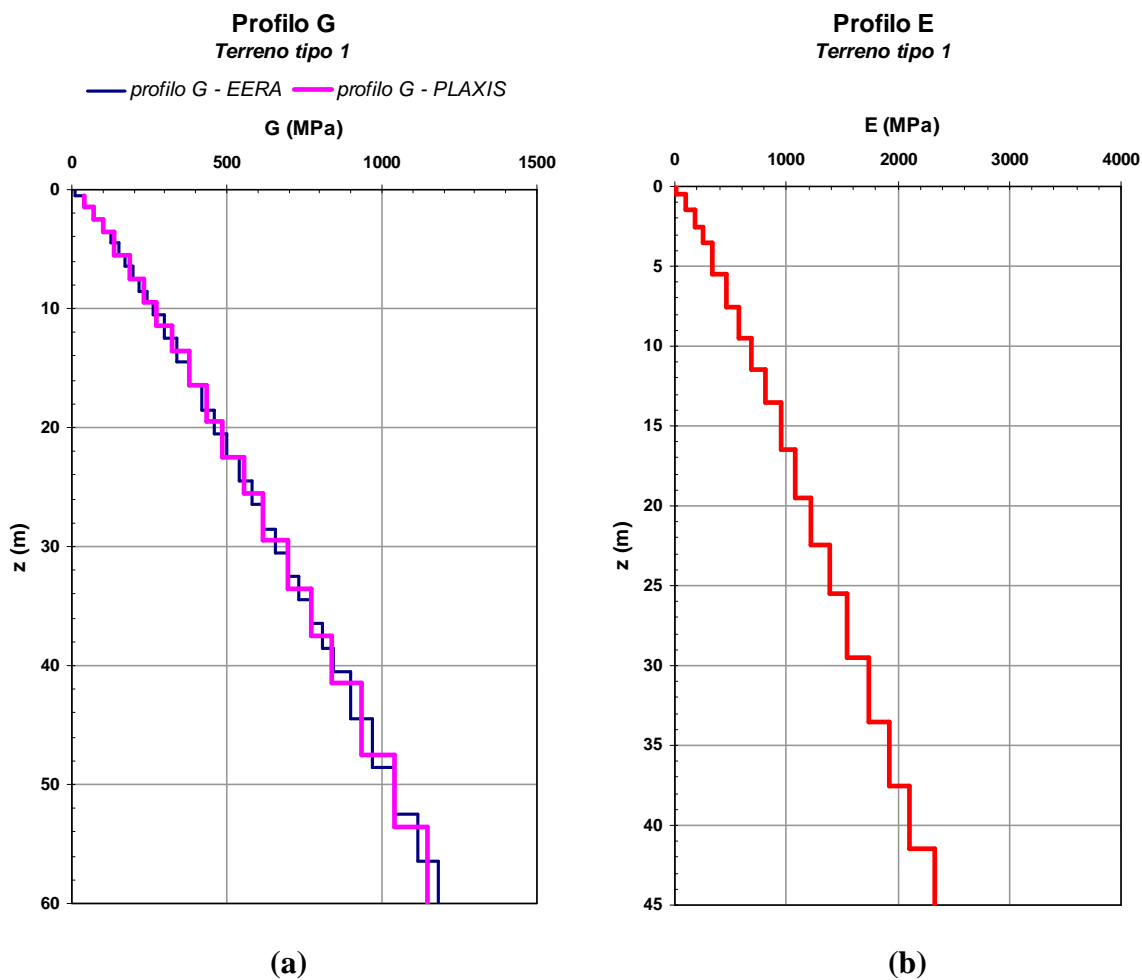 Profilo G
Terreno tipo 1
profilo G - EERA profilo G - PLAXIS
G (MPa)
0 500 1000 1500
0
10
20
30
40
50
60
z (m)
(a)
Profilo E
Terreno tipo 1
E (MPa)
0 1000 2000 3000 4000
0
5
10
15
20
25
30
35
40
45
z (m)
(b)